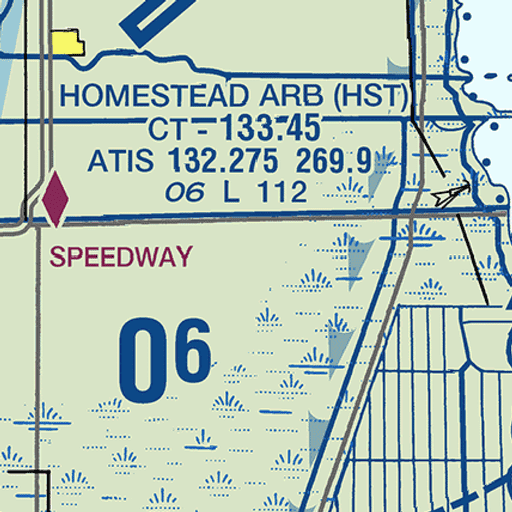 HOMESTEAD ARB (HST)
CT - 133.45
ATIS 132.275 269.9
06 L 112
SPEEDWAY
06